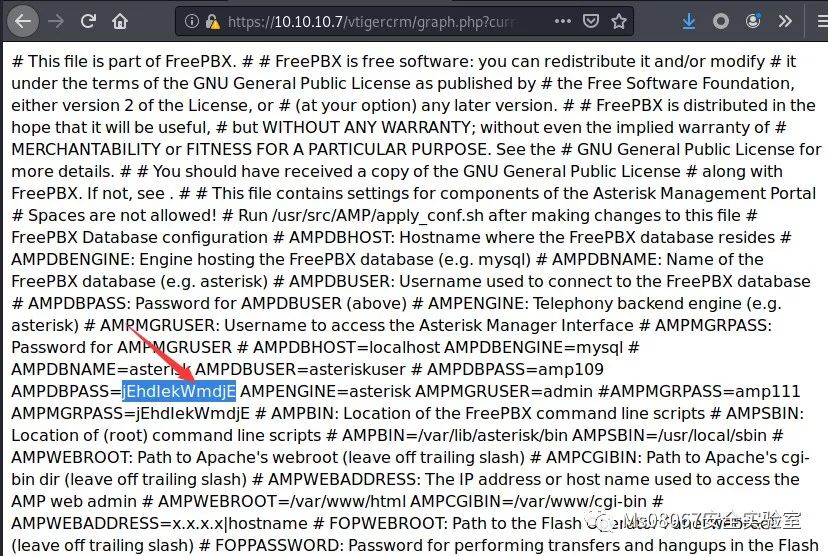 https://10.10.10.7/vtigercrm/graph.php?curr
# This file is part of FreePBX. # # FreePBX is free software: you can redistribute it and/or modify # it
under the terms of the GNU General Public License as published by # the Free Software Foundation,
either version 2 of the License, or # (at your option) any later version. # # FreePBX is distributed in the
hope that it will be useful, # but WITHOUT ANY WARRANTY; without even the implied warranty of #
MERCHANTABILITY or FITNESS FOR A PARTICULAR PURPOSE. See the # GNU General Public License for
more details. # # You should have received a copy of the GNU General Public License # along with
FreePBX. If not, see . # # This file contains settings for components of the Asterisk Management Portal
# Spaces are not allowed! # Run /usr/src/AMP/apply_conf.sh after making changes to this file #
FreePBX Database configuration # AMPDBHOST: Hostname where the FreePBX database resides #
AMPDBENGINE: Engine hosting the FreePBX database (e.g. mysql) # AMPDBNAME: Name of the
FreePBX database (e.g. asterisk) # AMPDBUSER: Username used to connect to the FreePBX database
# AMPDBPASS: Password for AMPDBUSER (above) # AMPENGINE: Telephony backend engine (e.g.
asterisk) # AMPMGRUSER: Username to access the Asterisk Manager Interface # AMPMGRPASS:
Password for AMPMGRUSER # AMPDBHOST=localhost AMPDBENGINE=mysql #
AMPDBNAME=asterisk AMPDBUSER=asteriskuser # AMPDBPASS=amp109
AMPDBPASS=jEhdIekWmdjE AMPENGINE=asterisk AMPMGRUSER=admin #AMPMGRPASS=amp111
AMPMGRPASS=jEhdIekWmdjE # AMPBIN: Location of the FreePBX command line scripts # AMPSBIN:
Location of (root) command line scripts # AMPBIN=/var/lib/asterisk/bin AMPSBIN=/usr/local/sbin #
AMPWEBROOT: Path to Apache's webroot (leave off trailing slash) # AMPCGIBIN: Path to Apache's cgi-
bin dir (leave off trailing slash) # AMPWEBADDRESS: The IP address or host name used to access the
AMP web admin # AMPWEBROOT=/var/www/html AMPCGIBIN=/var/www/cgi-bin #
AMPWEBADDRESS=x.x.x.x|hostname # FOPWEBROOT: Path to the Flash
(leave off trailing slash) # FOPPASSWORD: Password for performing transfers and hangups in the Flash
Ms08067安全实验室